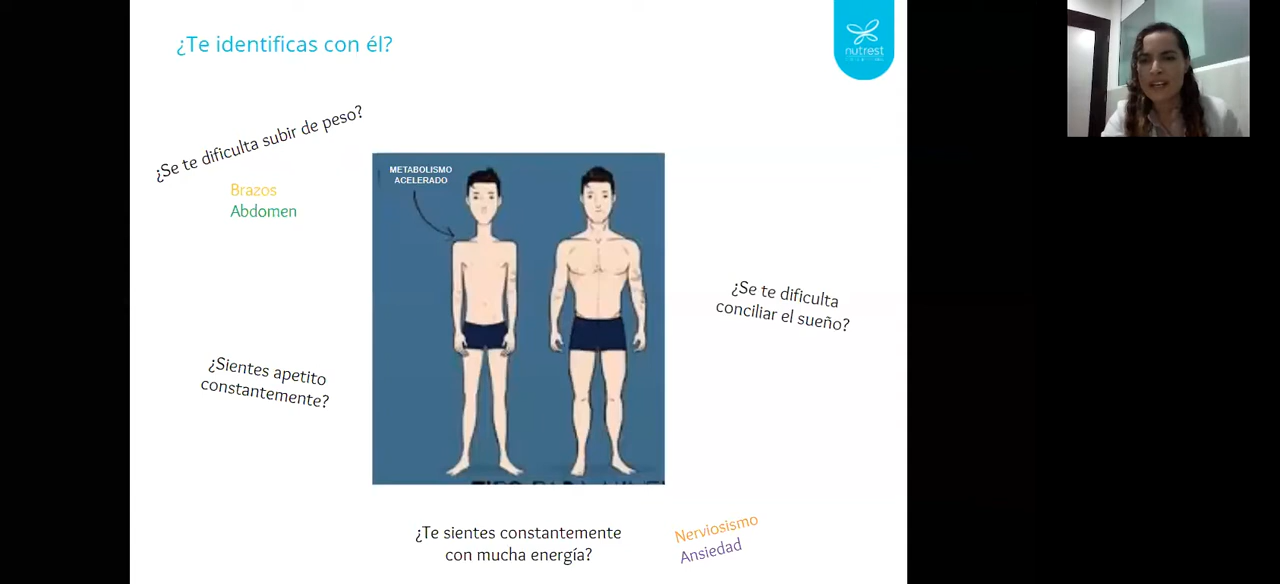 ¿Te identificas con él?
nutrest
¿Se te dificulta subir de peso?
Brazos
Abdomen
METABOLISMO
ACELERADO
¿Se te dificulta
conciliar el sueño?
¿Sientes apetito
constantemente?
¿Te sientes constantemente
con mucha energía?
Nerviosismo
Ansiedad